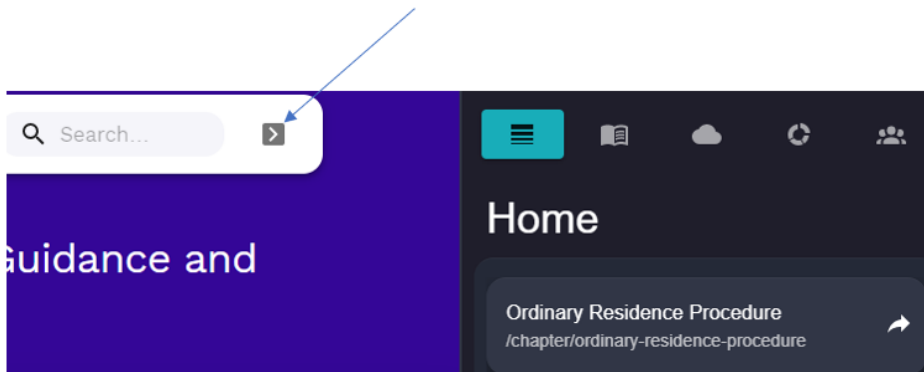 Search...
Guidance and
Home
Ordinary Residence Procedure
/chapter/ordinary-residence-procedure